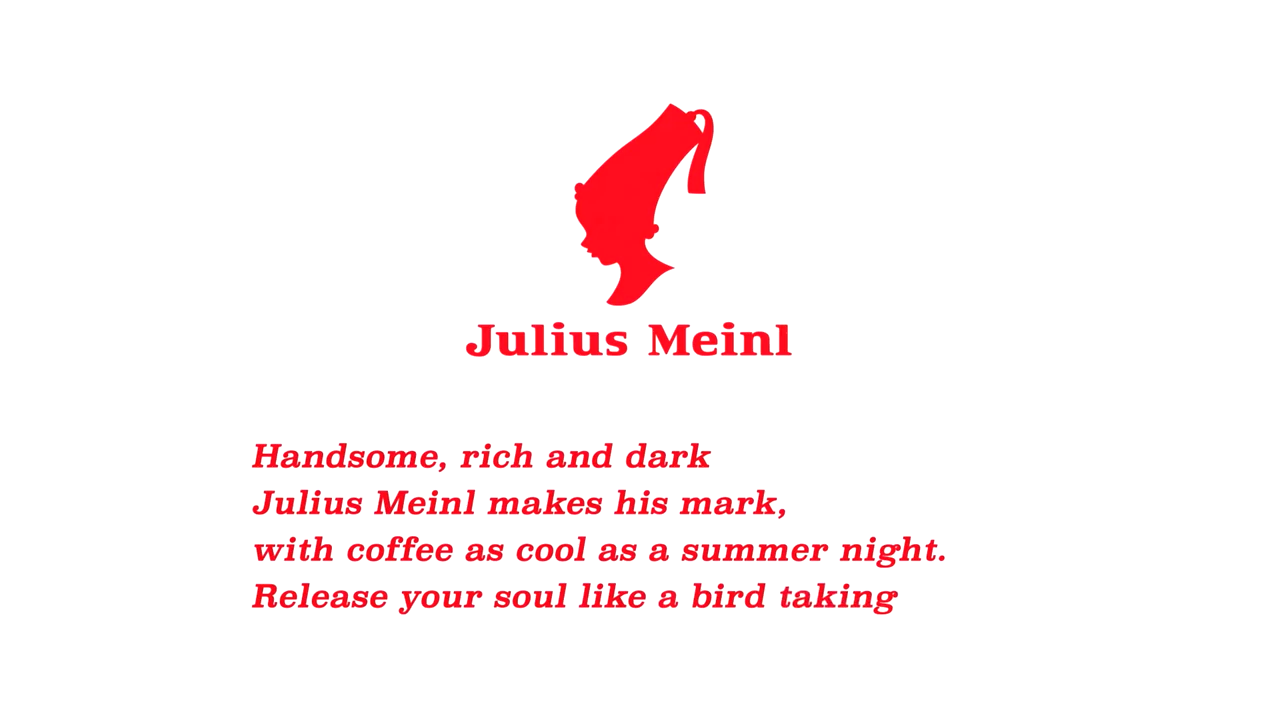 Julius Meinl
Handsome, rich and dark
Julius Meinl makes his mark,
with coffee as cool as a summer night.
Release your soul like a bird taking